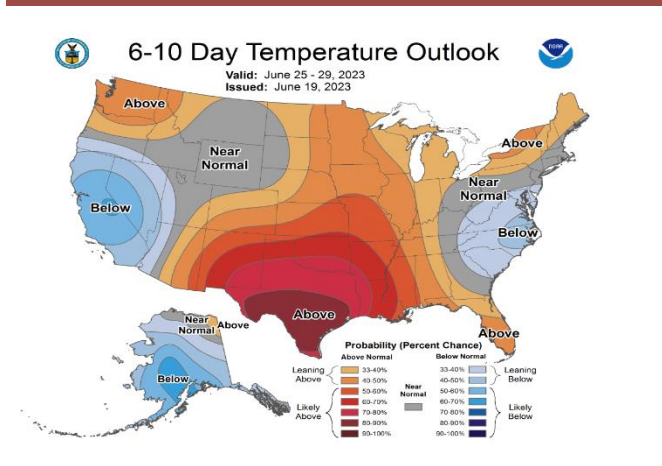 6-10 Day Temperature Outlook
Valid: June 25 - 29, 2023
Issued: June 19, 2023
NOAA
Above
Near
Normal
Below
Above
Near
Normal
Below
Above
Above
Near
Normal
Above
Below
Probability (Percent Chance)
Above Normal
Below Normal
Leaning
Above
33-40%
40-50%
Near
Normal
33-40%
40-50%
Leaning
Below
Likely
Above
50-60%
60-70%
70-80%
80-90%
90-100%
50-60%
60-70%
70-80%
80-90%
90-100%
Likely
Below